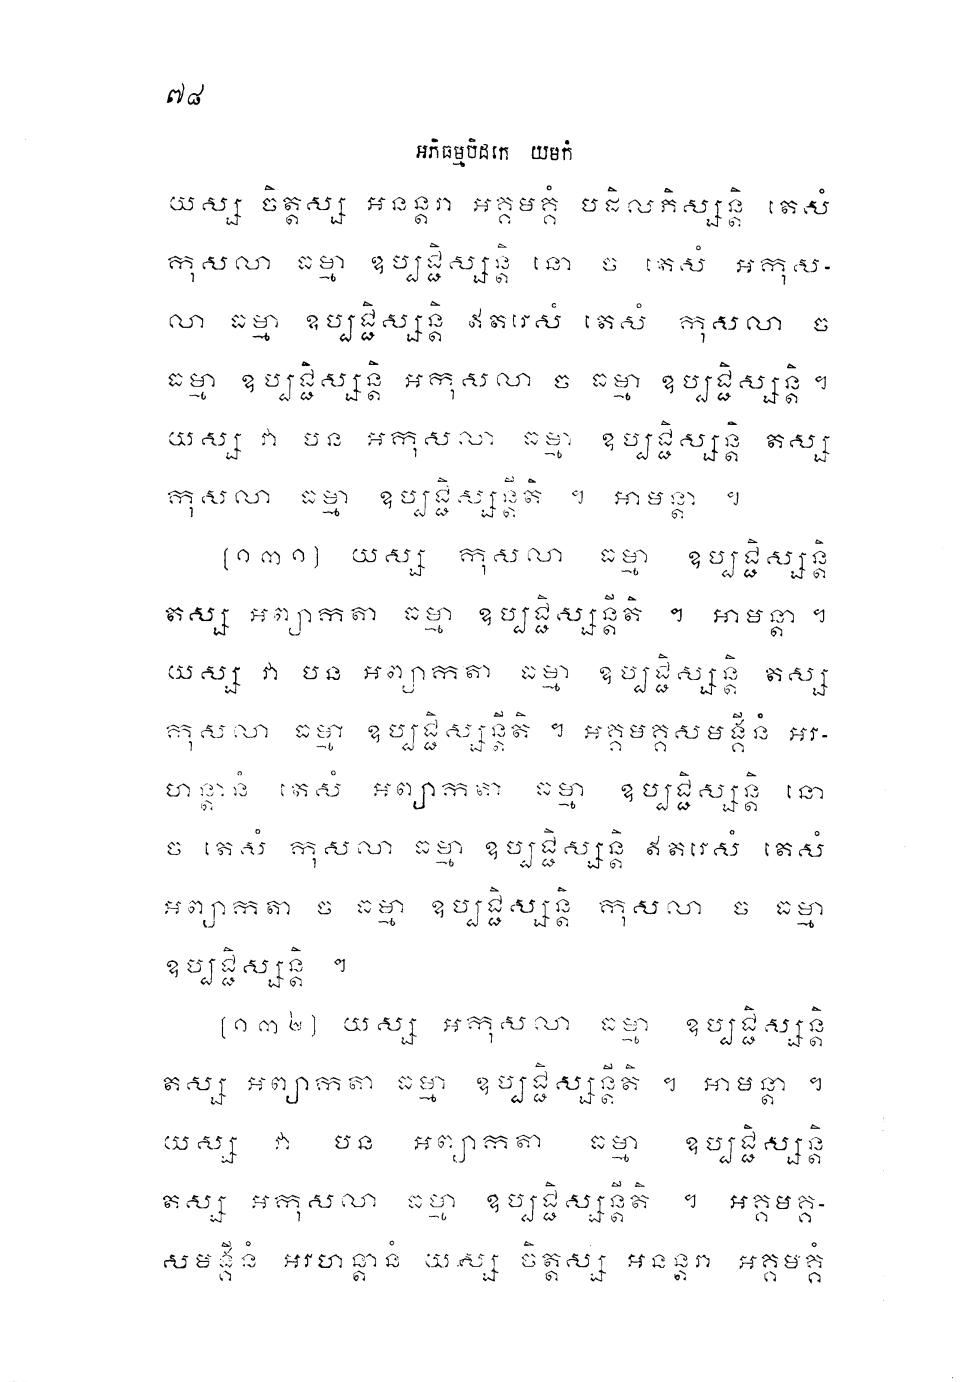 ៧៨
អភិធម្មបិដកេ យមកំ
យស្ស ចិត្តស្ស អនន្តរា អគ្គមគ្គំ បដិលភិស្សន្តិ តេសំ
កុសលា ធម្មា ឧប្បជ្ជិស្សន្តិ នោ ច តេសំ អកុស-
លា ធម្មា ឧប្បជ្ជិស្សន្តិ ឥតរេសំ តេសំ កុសលា ច
ធម្មា ឧប្បជ្ជិស្សន្តិ អកុសលា ច ធម្មា ឧប្បជ្ជិស្សន្តិ ។
យស្ស វា បន អកុសលា ធម្មា ឧប្បជ្ជិស្សន្តិ តស្ស
កុសលា ធម្មា ឧប្បជ្ជិស្សន្តីតិ ។ អាមន្តា ។
[១៣១] យស្ស កុសលា ធម្មា ឧប្បជ្ជិស្សន្តិ
តស្ស អព្យាកតា ធម្មា ឧប្បជ្ជិស្សន្តីតិ ។ អាមន្តា ។
យស្ស វា បន អព្យាកតា ធម្មា ឧប្បជ្ជិស្សន្តិ តស្ស
កុសលា ធម្មា ឧប្បជ្ជិស្សន្តីតិ ។ អគ្គមគ្គសមង្គីនំ អរ-
ហន្តានំ តេសំ អព្យាកតា ធម្មា ឧប្បជ្ជិស្សន្តិ នោ
ច តេសំ កុសលា ធម្មា ឧប្បជ្ជិស្សន្តិ ឥតរេសំ តេសំ
អព្យាកតា ច ធម្មា ឧប្បជ្ជិស្សន្តិ កុសលា ច ធម្មា
ឧប្បជ្ជិស្សន្តិ ។
[១៣២] យស្ស អកុសលា ធម្មា ឧប្បជ្ជិស្សន្តិ
តស្ស អព្យាកតា ធម្មា ឧប្បជ្ជិស្សន្តីតិ ។ អាមន្តា ។
យស្ស វា បន អព្យាកតា ធម្មា ឧប្បជ្ជិស្សន្តិ
តស្ស អកុសលា ធម្មា ឧប្បជ្ជិស្សន្តីតិ ។ អគ្គមគ្គ-
សមង្គីនំ អរហន្តានំ យស្ស ចិត្តស្ស អនន្តរា អគ្គមគ្គំ